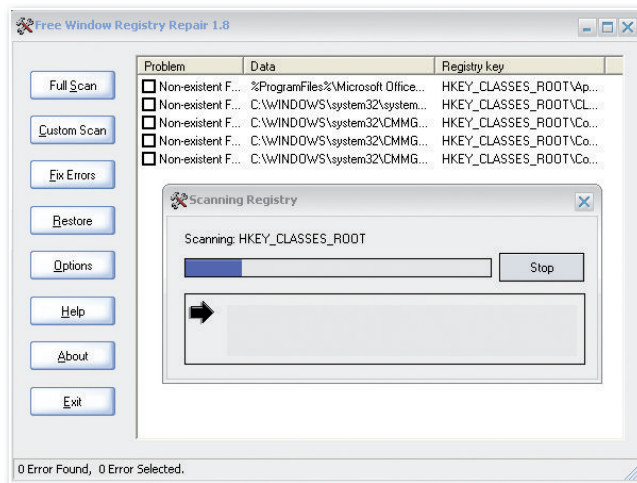 Free Window Registry Repair 1.8
Problem Data Registry key
Non-existent F... %ProgramFiles%\Microsoft Office... HKEY_CLASSES_ROOT\Ap...
Non-existent F... C:\WINDOWS\system32\system... HKEY_CLASSES_ROOT\CL...
Non-existent F... C:\WINDOWS\system32\CMMG... HKEY_CLASSES_ROOT\Co...
Non-existent F... C:\WINDOWS\system32\CMMG... HKEY_CLASSES_ROOT\Co...
Non-existent F... C:\WINDOWS\system32\CMMG... HKEY_CLASSES_ROOT\Co...
Full Scan
Custom Scan
Fix Errors
Restore
Options
Help
About
Exit
Scanning Registry
Scanning: HKEY_CLASSES_ROOT
Stop
0 Error Found, 0 Error Selected.